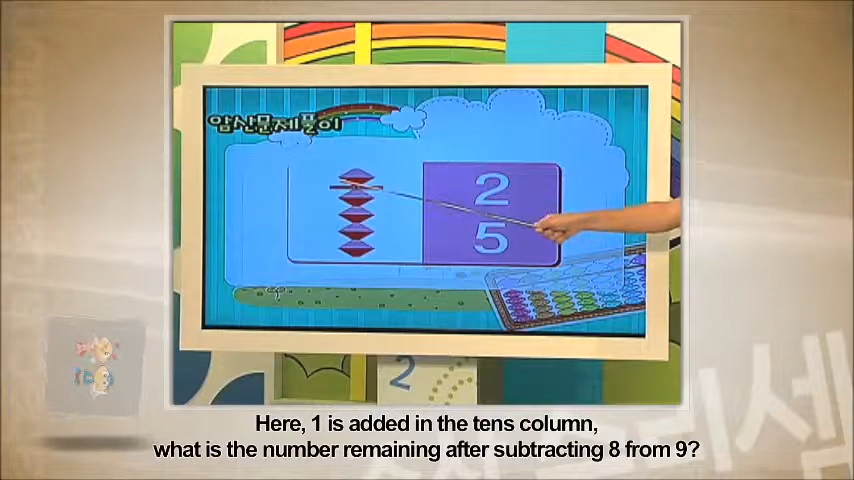 암산문제풀이
2
5
2
Here, 1 is added in the tens column,
what is the number remaining after subtracting 8 from 9?